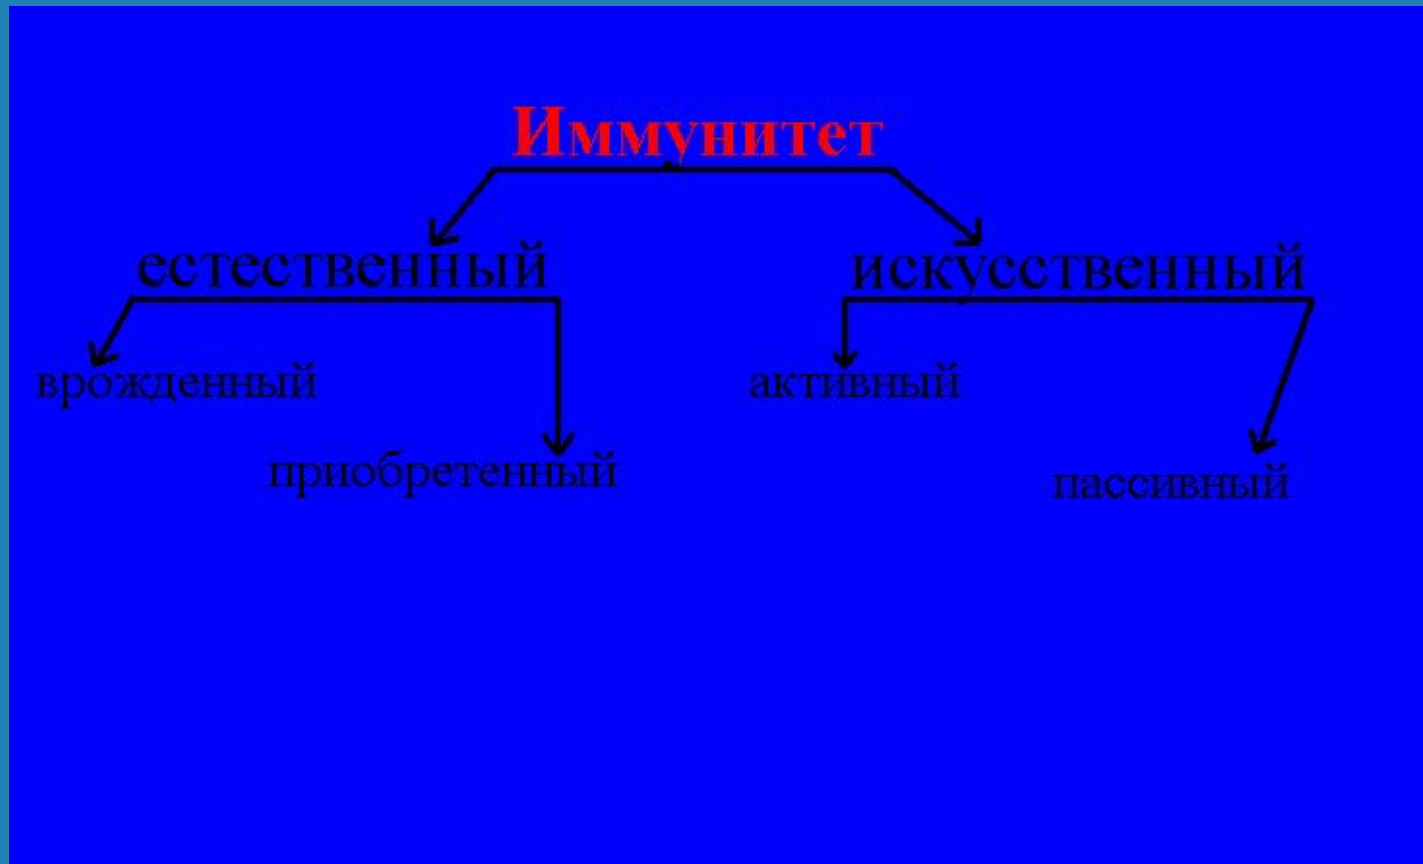 Иммунитет
естественный искусственный
врожденный активный
приобретенный пассивный